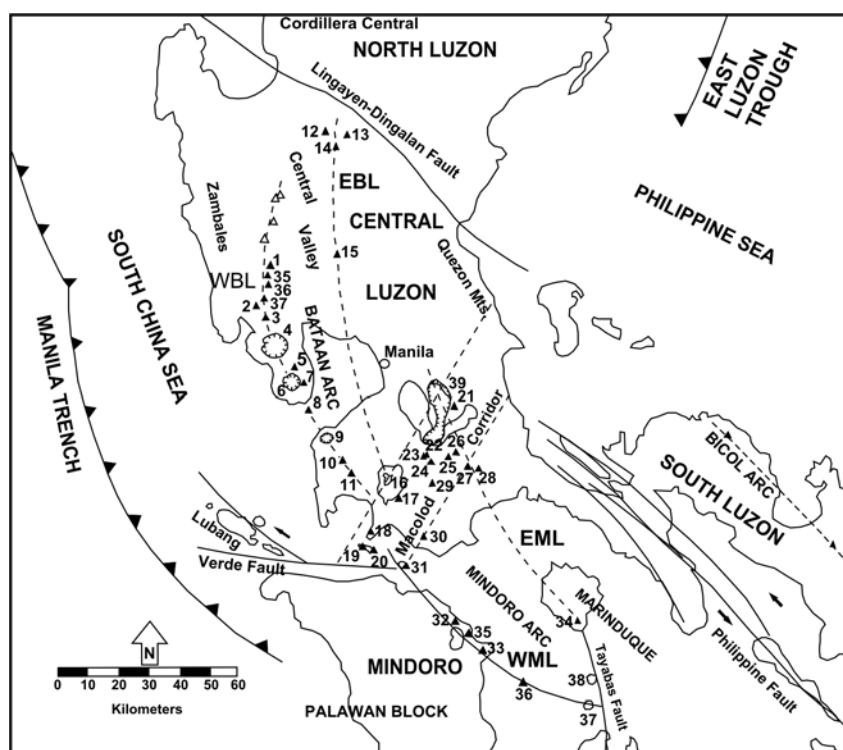 Cordillera Central
NORTH LUZON
EAST
LUZON
TROUGH
Lingayen-Dingalan Fault
12
13
14
EBL
Central
Valley
Zambales
PHILIPPINE SEA
CENTRAL
SOUTH CHINA SEA
WBL
1
35
36
37
2
3
15
LUZON
Quezon Mts.
MANILA TRENCH
4
BATAAN ARC
Manila
5
6
7
8
39
21
Corridor
9
22
26
23
24
25
10
11
16
17
29
27
28
BICOL ARC
SOUTH LUZON
Lubang
18
Macolod
30
EML
19
20
Verde Fault
31
MINDORO ARC
MARINDUQUE
32
35
34
33
Philippine Fault
N
MINDORO
WML
Tayabas Fault
38
36
37
0 10 20 30 40 50 60
Kilometers
PALAWAN BLOCK